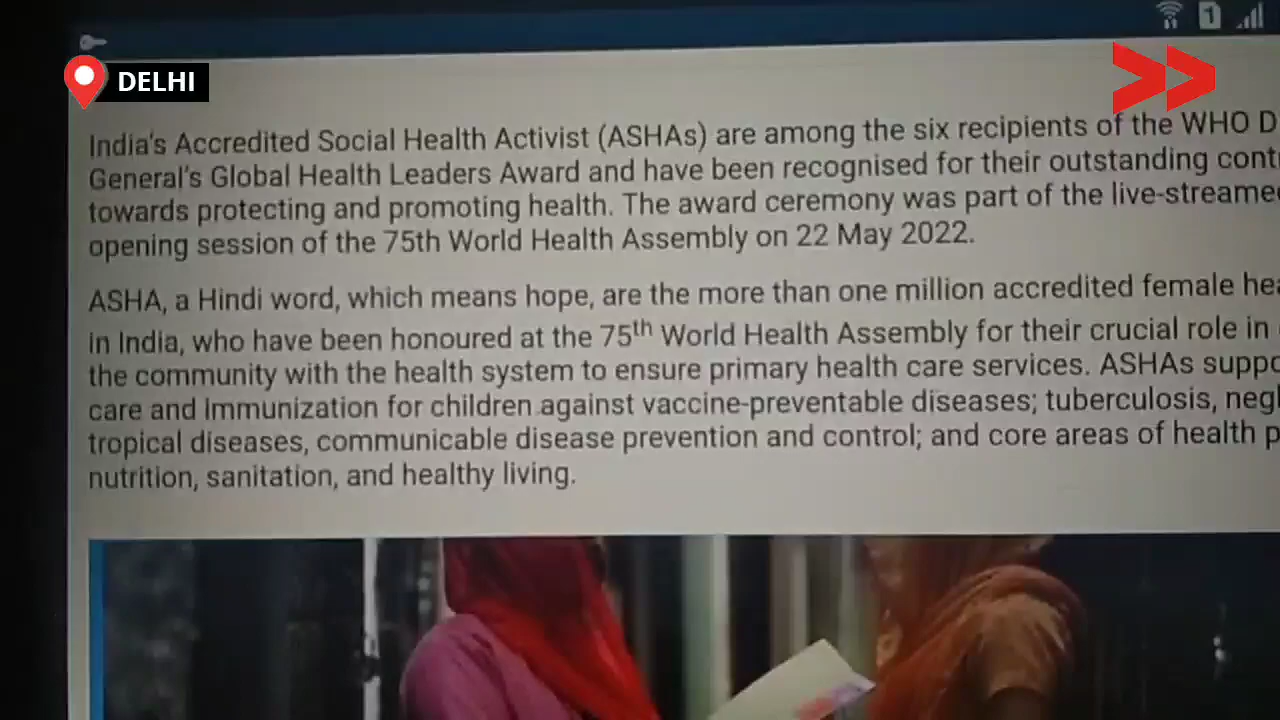 1
DELHI
India's Accredited Social Health Activist (ASHAs) are among the six recipients of the WHO D
General's Global Health Leaders Award and have been recognised for their outstanding cont
towards protecting and promoting health. The award ceremony was part of the live-streame
opening session of the 75th World Health Assembly on 22 May 2022.
ASHA, a Hindi word, which means hope, are the more than one million accredited female hea
in India, who have been honoured at the 75th World Health Assembly for their crucial role in
the community with the health system to ensure primary health care services. ASHAs suppo
care and immunization for children against vaccine-preventable diseases; tuberculosis, negl
tropical diseases, communicable disease prevention and control; and core areas of health p
nutrition, sanitation, and healthy living.